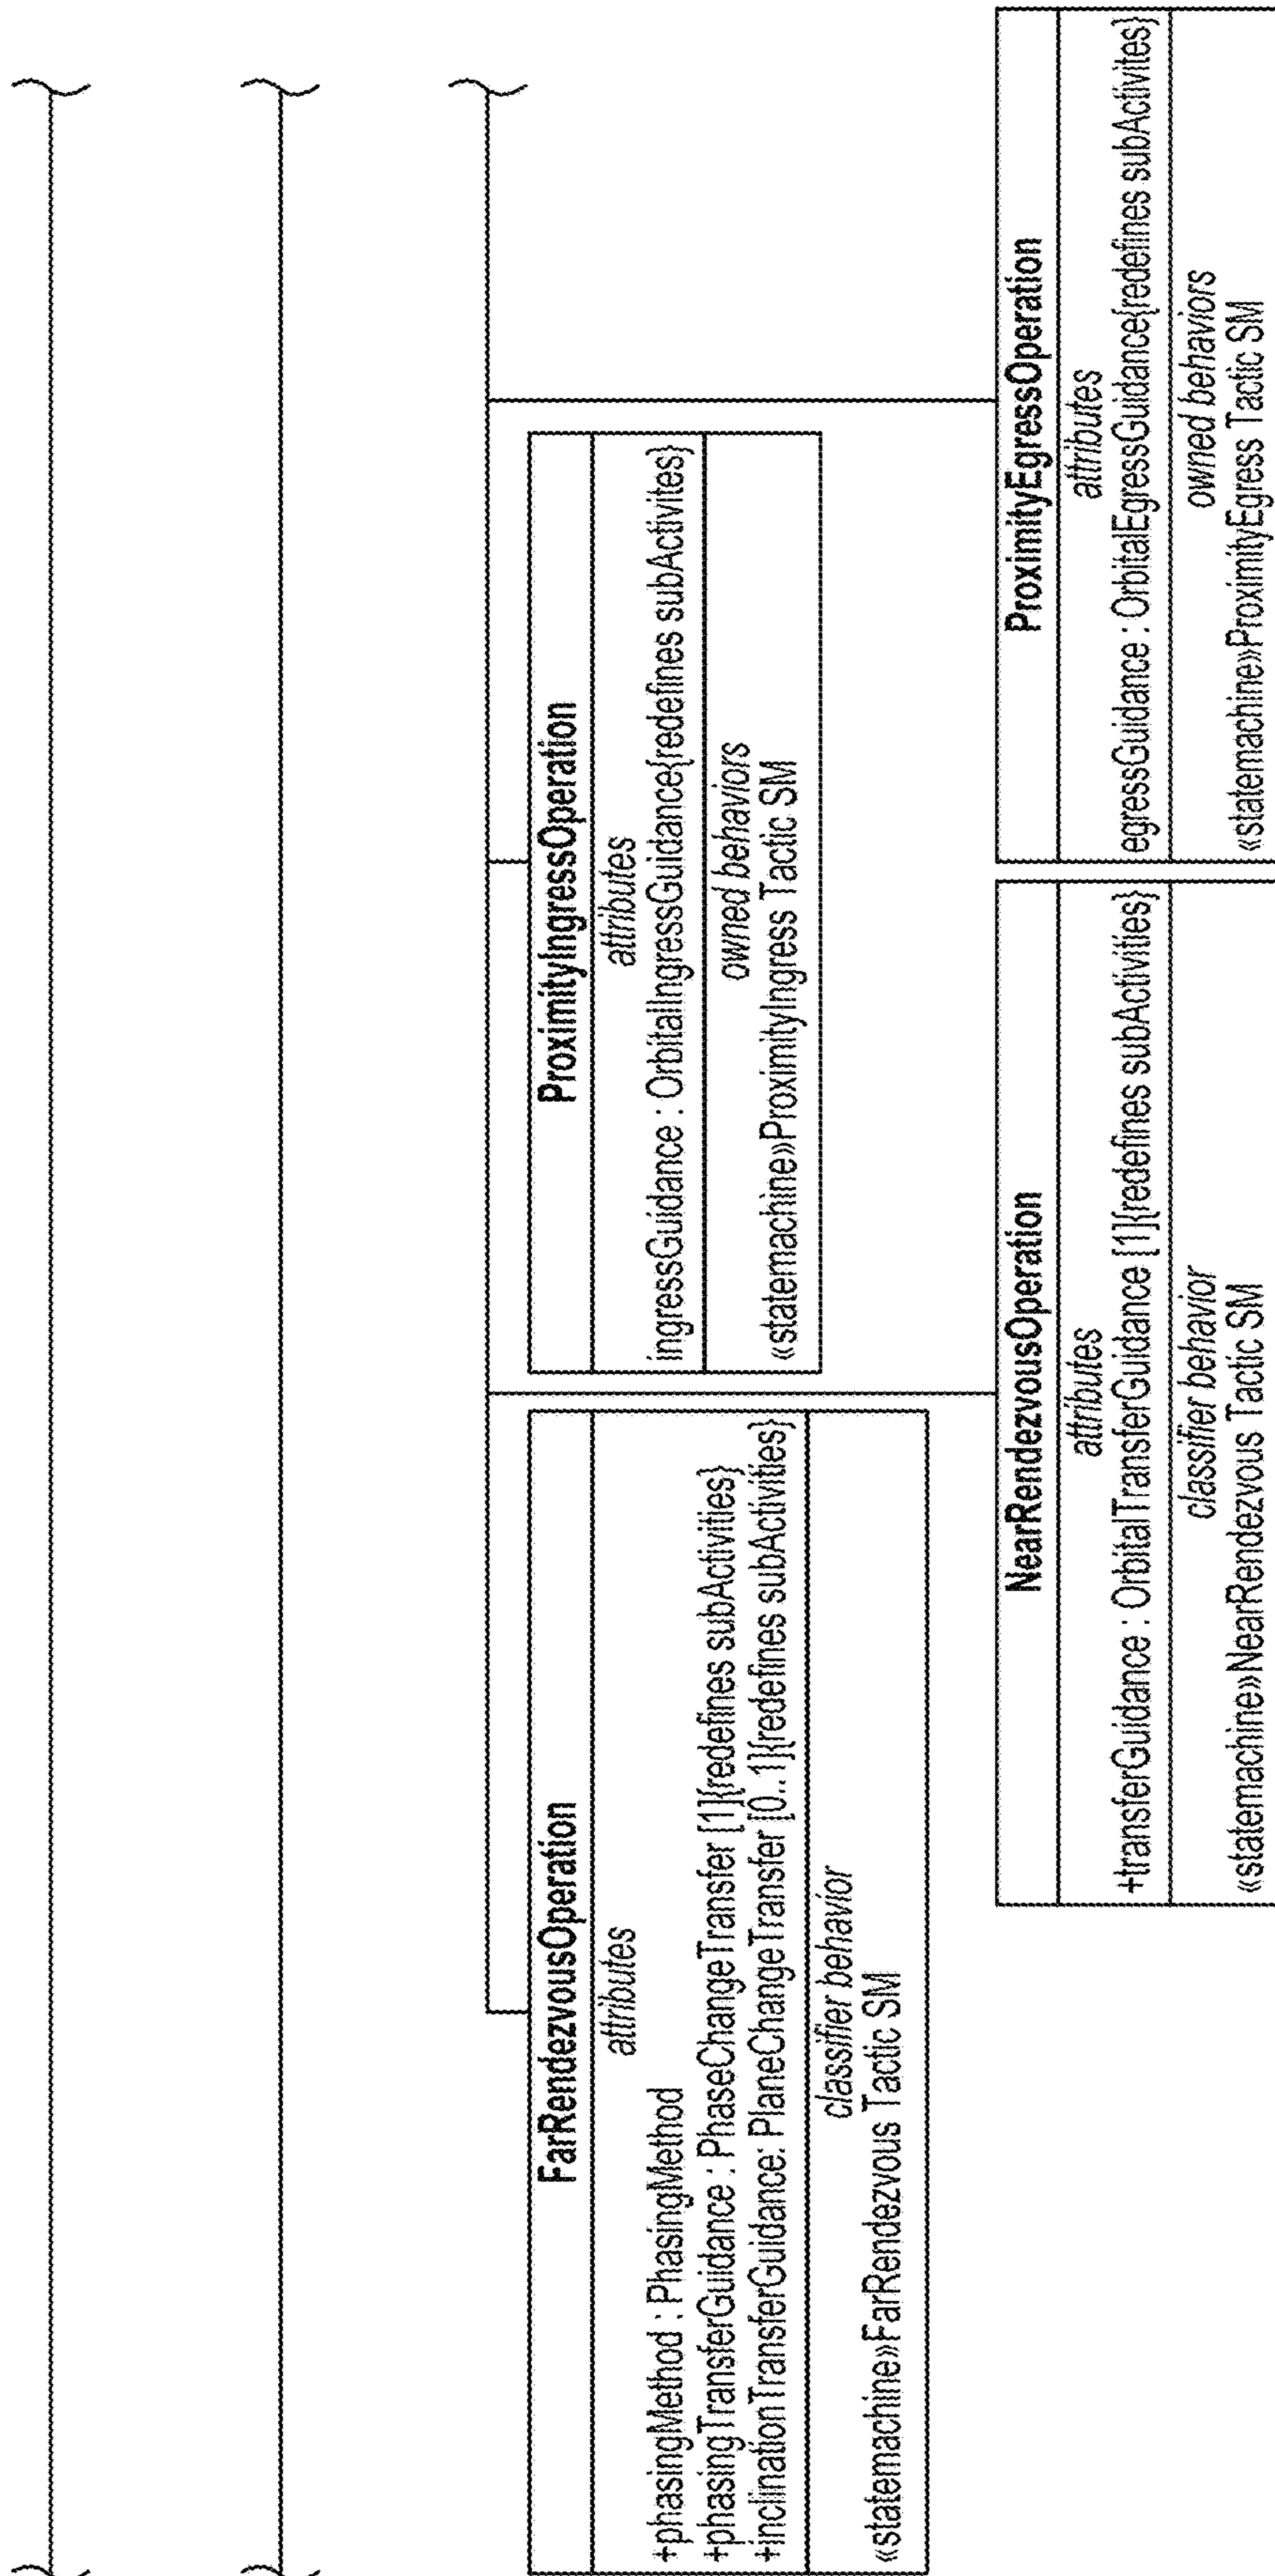 FarRendezvousOperation
attributes
+phasingMethod : PhasingMethod
+phasingTransferGuidance : PhaseChangeTransfer [1]{redefines subActivities}
+inclinationTransferGuidance: PlaneChangeTransfer [0..1]{redefines subActivities}
classifier behavior
«statemachine»FarRendezvous Tactic SM
ProximityIngressOperation
attributes
ingressGuidance : OrbitalIngressGuidance{redefines subActivites}
owned behaviors
«statemachine»ProximityIngress Tactic SM
NearRendezvousOperation
attributes
+transferGuidance : OrbitalTransferGuidance [1]{redefines subActivities}
classifier behavior
«statemachine»NearRendezvous Tactic SM
ProximityEgressOperation
attributes
egressGuidance : OrbitalEgressGuidance{redefines subActivites}
owned behaviors
«statemachine»ProximityEgress Tactic SM